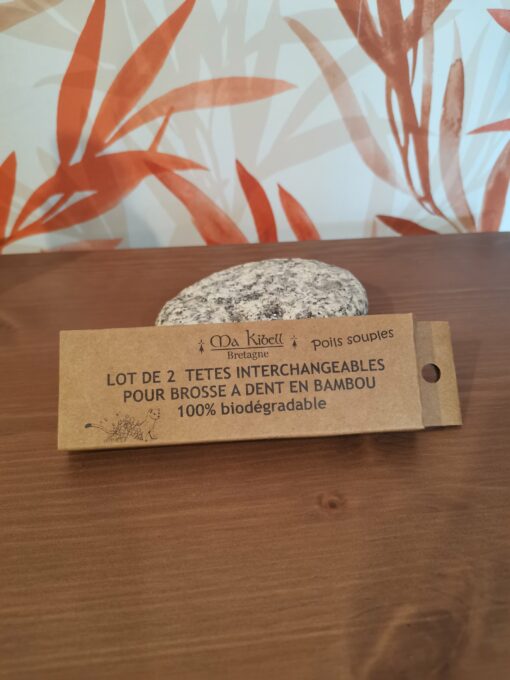 Ma Kibell
Bretagne
Poils souples
LOT DE 2 TETES INTERCHANGEABLES
POUR BROSSE A DENT EN BAMBOU
100% biodégradable